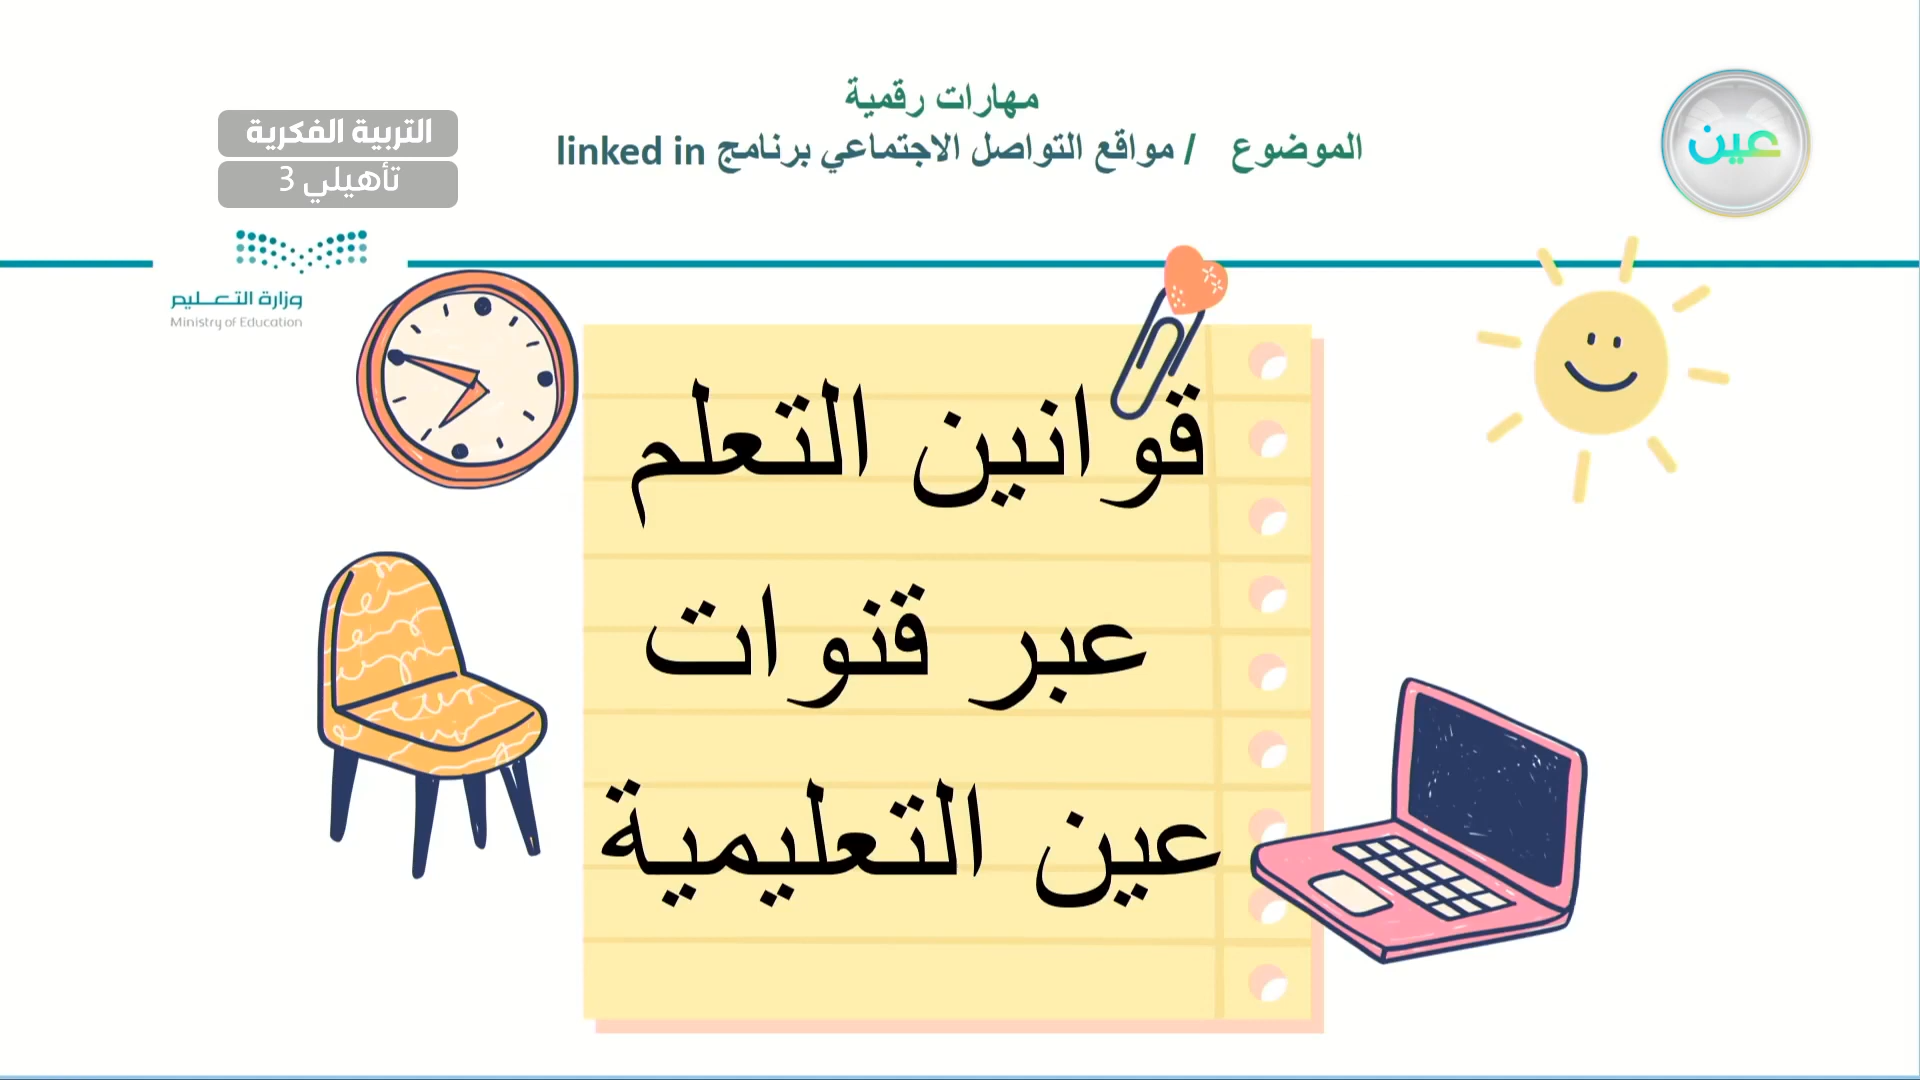 مهارات رقمية
الموضوع / مواقع التواصل الاجتماعي برنامج linked in
عين
التربية الفكرية
تأهيلي 3
وزارة التعليم
Ministry of Education
قوانين التعلم
عبر قنوات
عين التعليمية